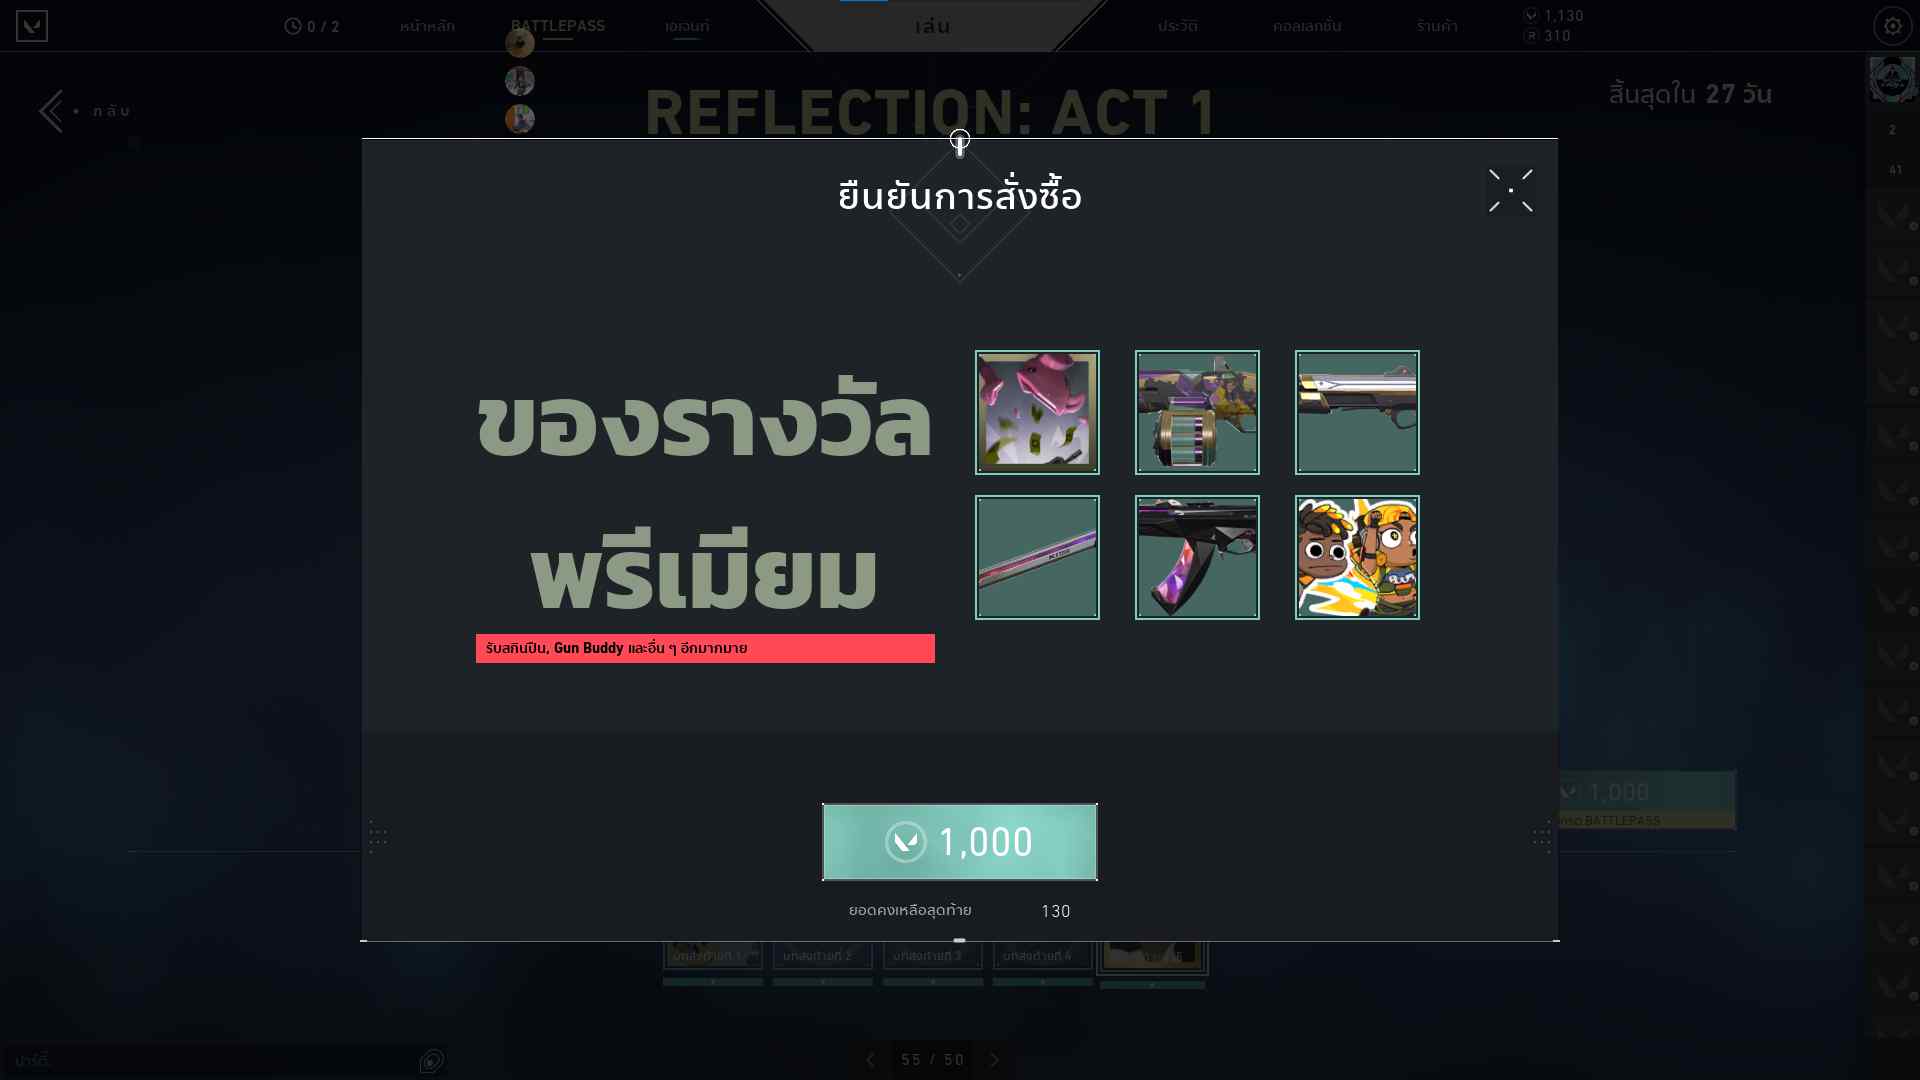 0 / 2
หน้าหลัก
BATTLEPASS
เอเจนท์
เล่น
ประวัติ
คอลเลกชัน
ร้านค้า
1,130
310
กลับ
REFLECTION: ACT 1
สิ้นสุดใน 27 วัน
2
41
ยืนยันการสั่งซื้อ
ของรางวัล
พรีเมียม
รับสกินปืน, Gun Buddy และอื่น ๆ อีกมากมาย
1,000
BATTLEPASS
1,000
ยอดคงเหลือสุดท้าย 130
บทส่งท้ายที่ 1
บทส่งท้ายที่ 2
บทส่งท้ายที่ 3
บทส่งท้ายที่ 4
ปาร์ตี้
55 / 50